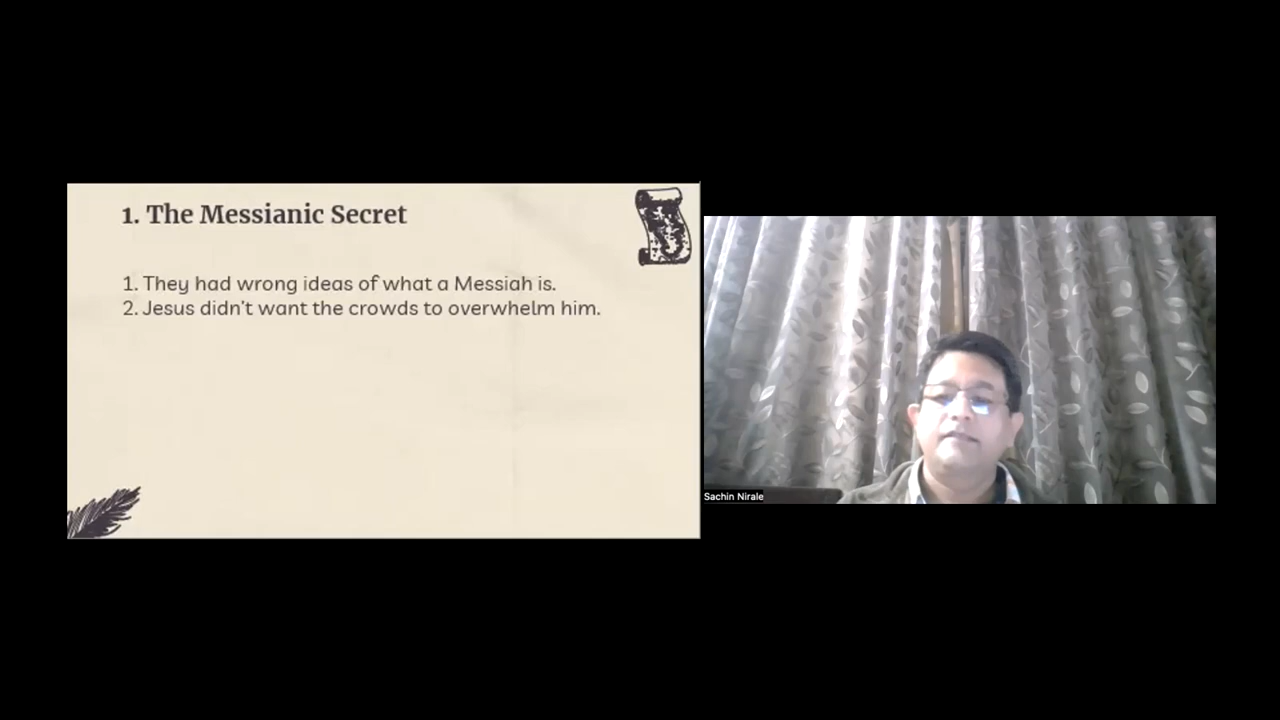 1. The Messianic Secret
1. They had wrong ideas of what a Messiah is.
2. Jesus didn't want the crowds to overwhelm him.
Sachin Nirale